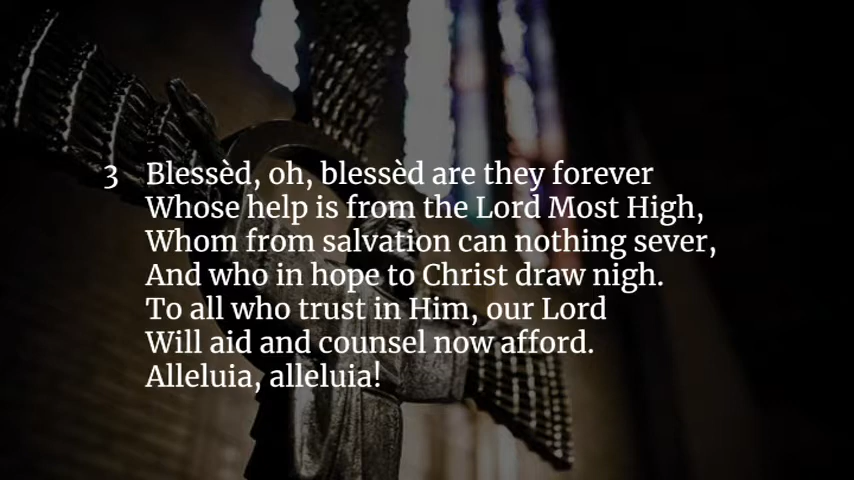 3 Blessèd, oh, blessèd are they forever
Whose help is from the Lord Most High,
Whom from salvation can nothing sever,
And who in hope to Christ draw nigh.
To all who trust in Him, our Lord
Will aid and counsel now afford.
Alleluia, alleluia!